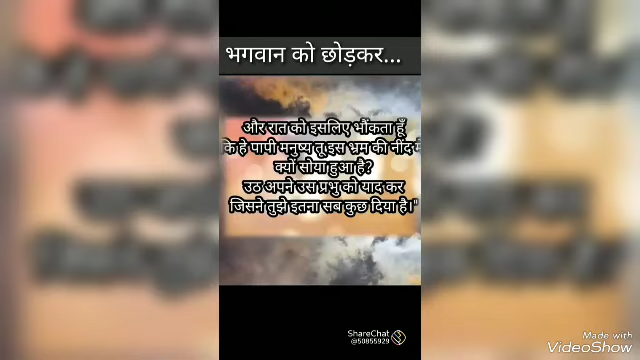 भगवान को छोड़कर...
और रात को इसलिए भौंकता हूँ
कि हे पापी मनुष्य तू इस भ्रम की नींद में
क्यों सोया हुआ है?
उठ अपने उस प्रभु को याद कर
जिसने तुझे इतना सब कुछ दिया है।"
ShareChat
@50855929
Made with
VideoShow